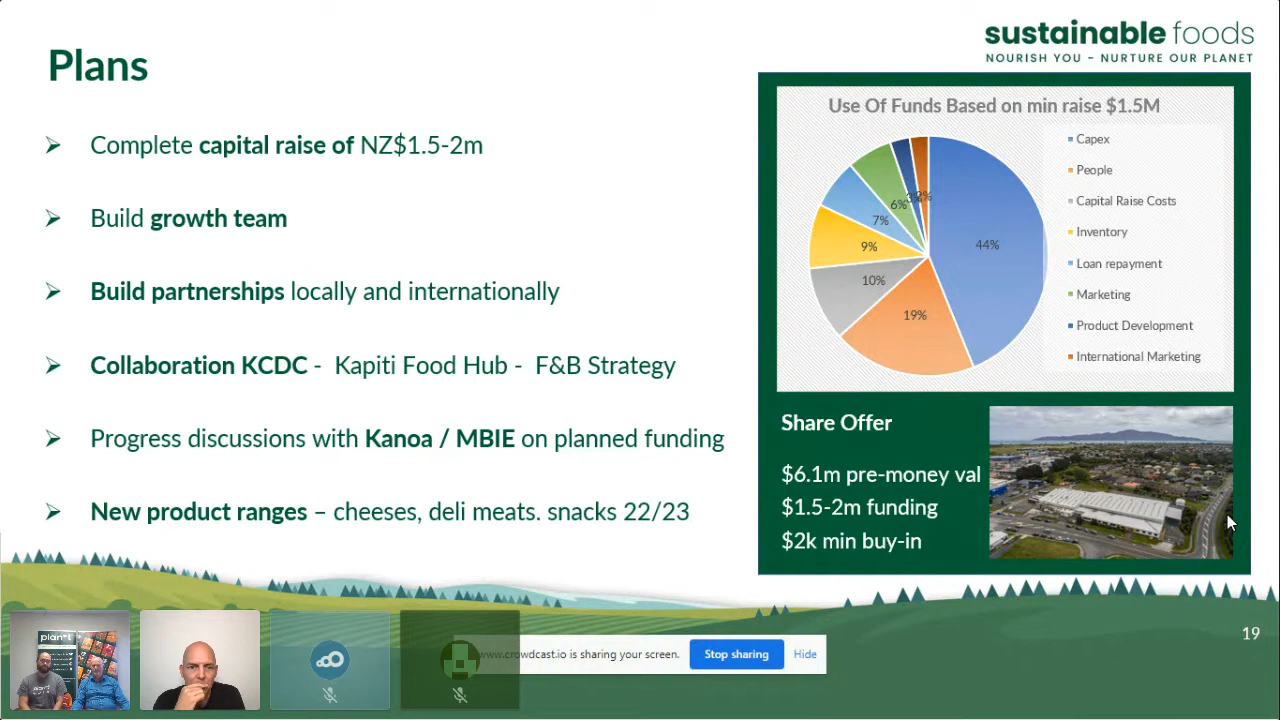 sustainable foods
NOURISH YOU – NURTURE OUR PLANET
Plans
Complete capital raise of NZ$1.5-2m
Build growth team
Build partnerships locally and internationally
Collaboration KCDC - Kapiti Food Hub - F&B Strategy
Progress discussions with Kanoa / MBIE on planned funding
New product ranges – cheeses, deli meats. snacks 22/23
Use Of Funds Based on min raise $1.5M
44%
19%
10%
9%
7%
6%
3%
Capex
People
Capital Raise Costs
Inventory
Loan repayment
Marketing
Product Development
International Marketing
Share Offer
$6.1m pre-money val
$1.5-2m funding
$2k min buy-in
19
www.crowdcast.io is sharing your screen.
Stop sharing
Hide